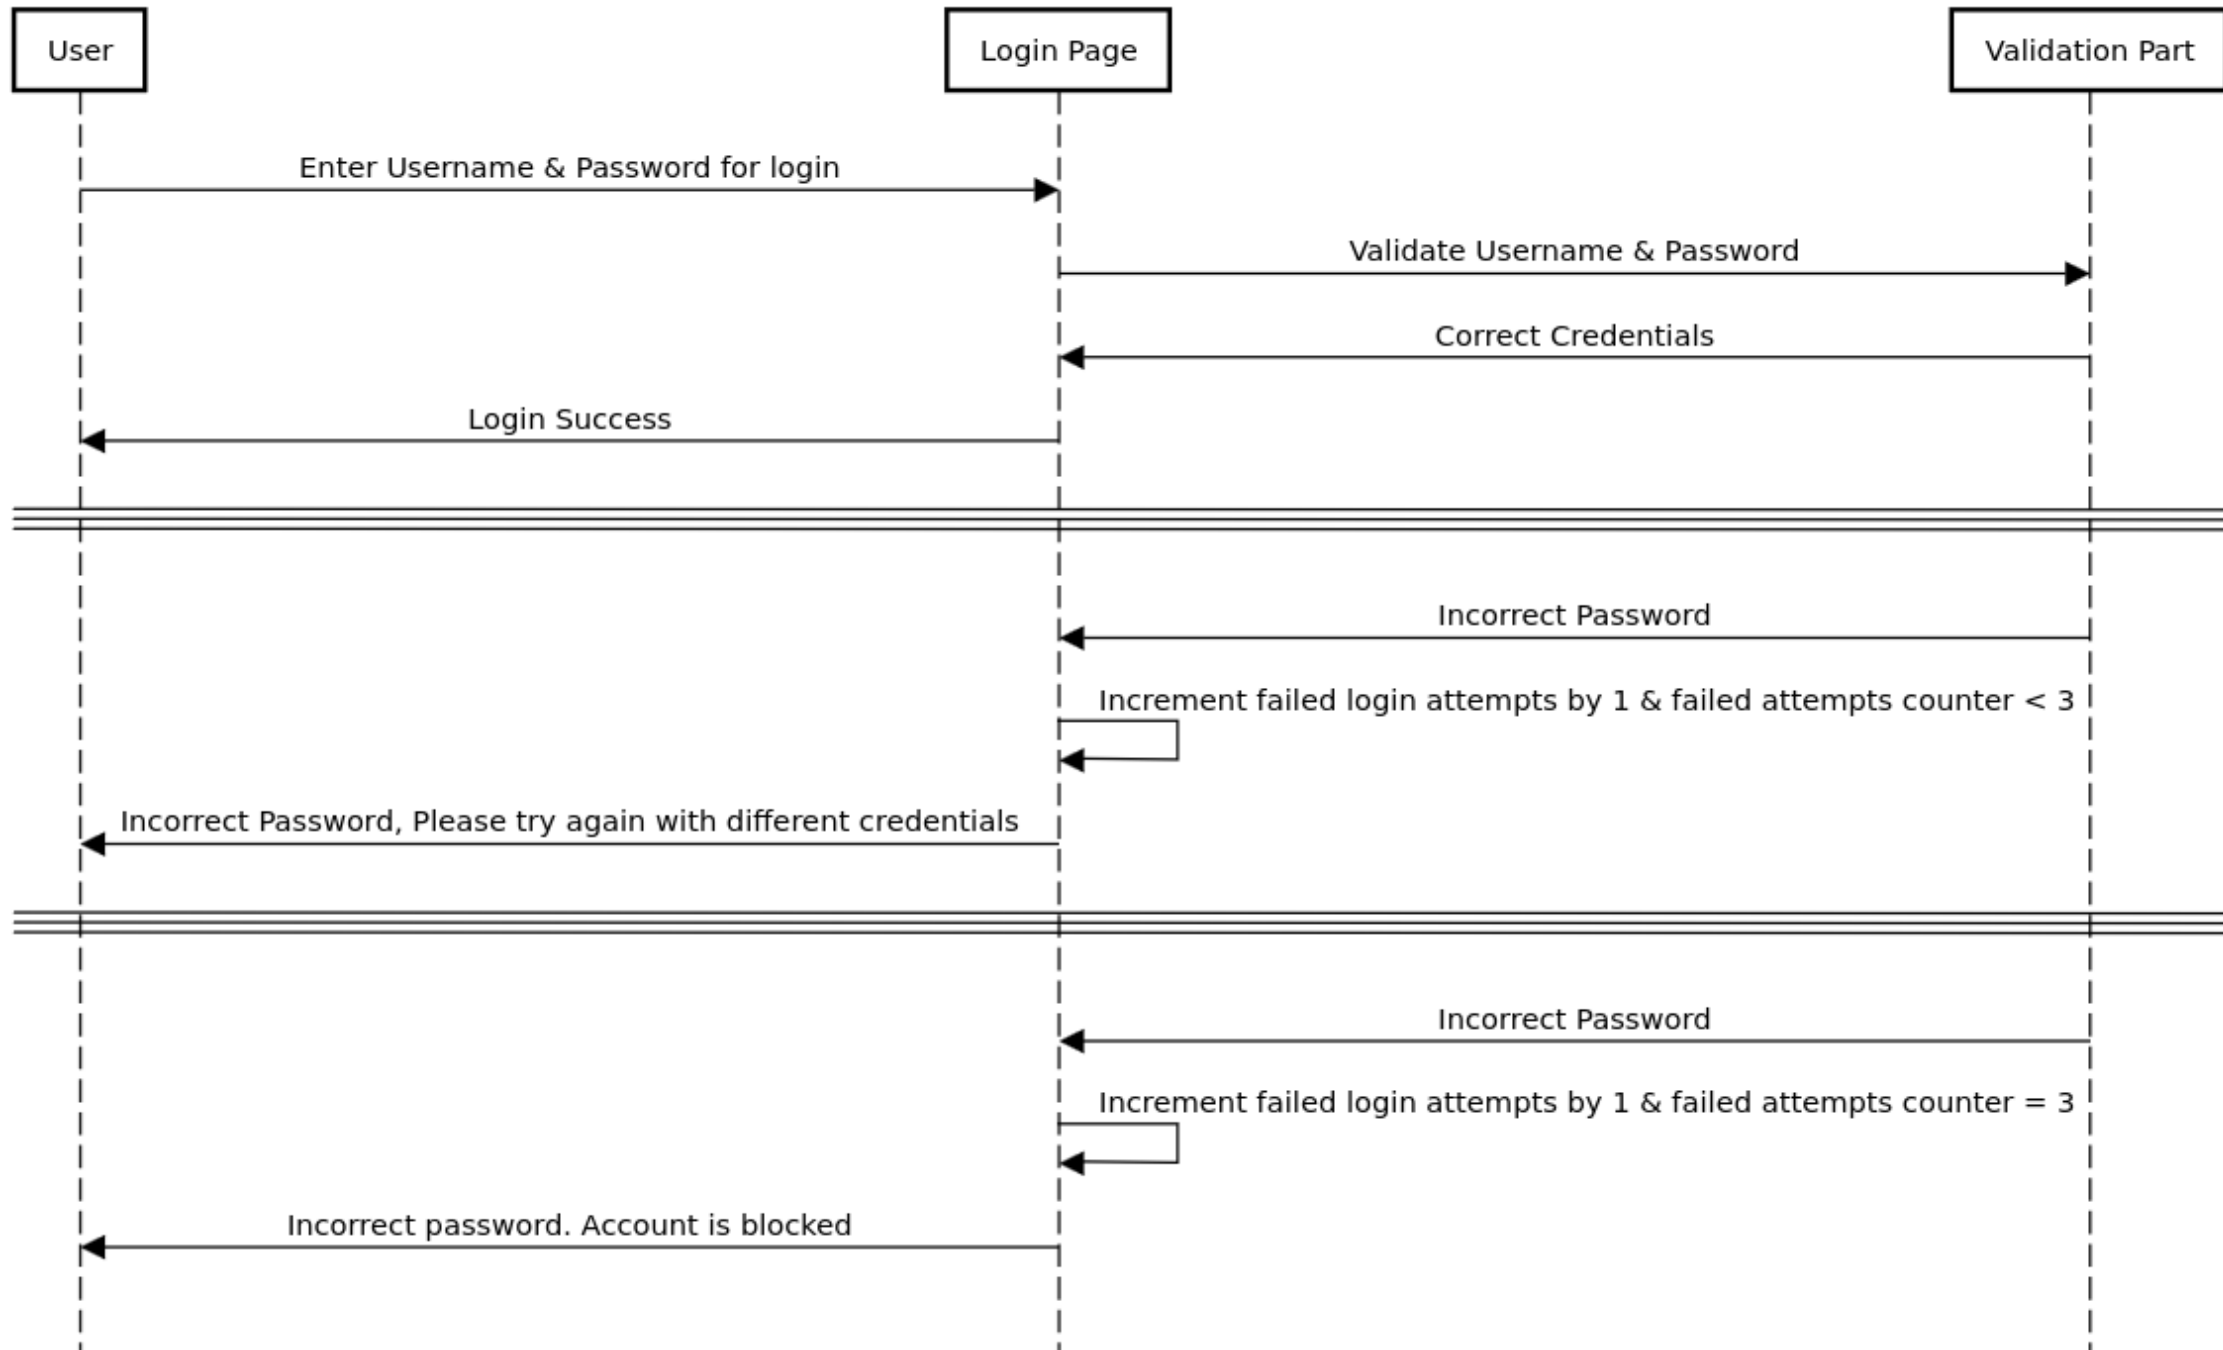 User
Login Page
Validation Part
Enter Username & Password for login
Validate Username & Password
Correct Credentials
Login Success
Incorrect Password
Increment failed login attempts by 1 & failed attempts counter < 3
Incorrect Password, Please try again with different credentials
Incorrect Password
Increment failed login attempts by 1 & failed attempts counter = 3
Incorrect password. Account is blocked